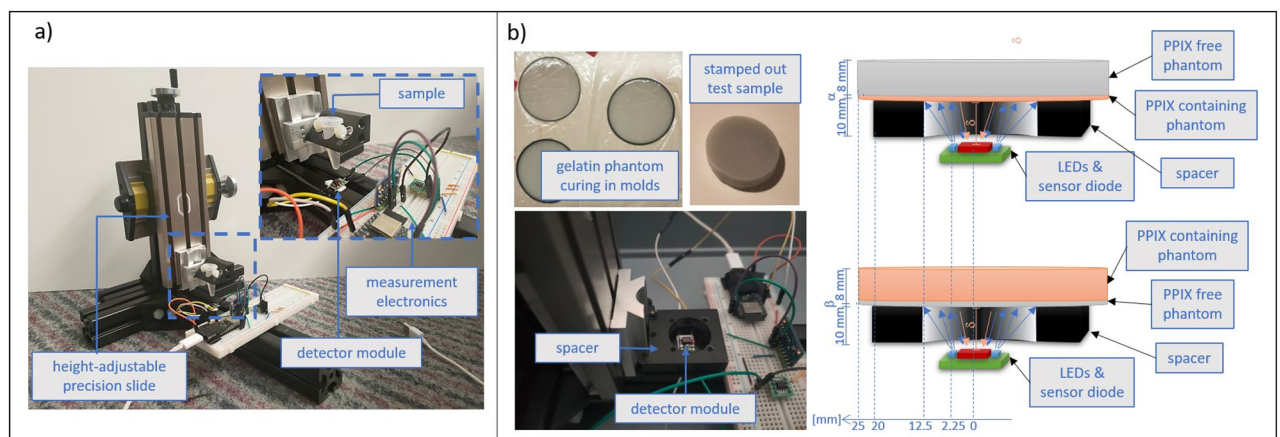 a)
sample
measurement
electronics
detector module
height-adjustable
precision slide
b)
gelatin phantom
curing in molds
stamped out
test sample
spacer
detector module
δ
8 mm
α
10 mm
δ
PPIX free
phantom
PPIX containing
phantom
LEDs &
sensor diode
spacer
8 mm
β
10 mm
δ
PPIX containing
phantom
PPIX free
phantom
spacer
LEDs &
sensor diode
[mm]
25
20
12.5
2.25
0